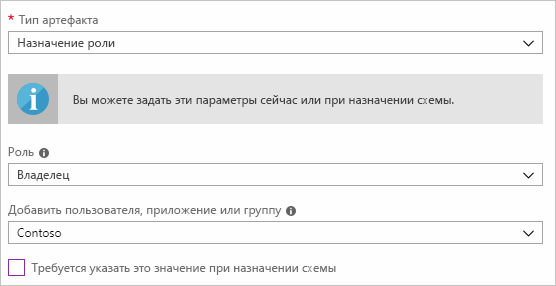 * Тип артефакта
Назначение роли
Вы можете задать эти параметры сейчас или при назначении схемы.
Роль
Владелец
Добавить пользователя, приложение или группу
Contoso
Требуется указать это значение при назначении схемы